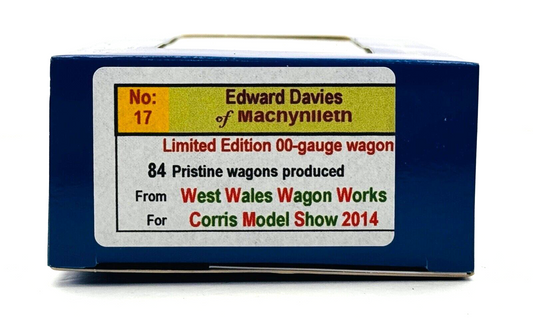 No: 17
Edward Davies
of Machynlleth
Limited Edition 00-gauge wagon
84 Pristine wagons produced
From West Wales Wagon Works
For Corris Model Show 2014